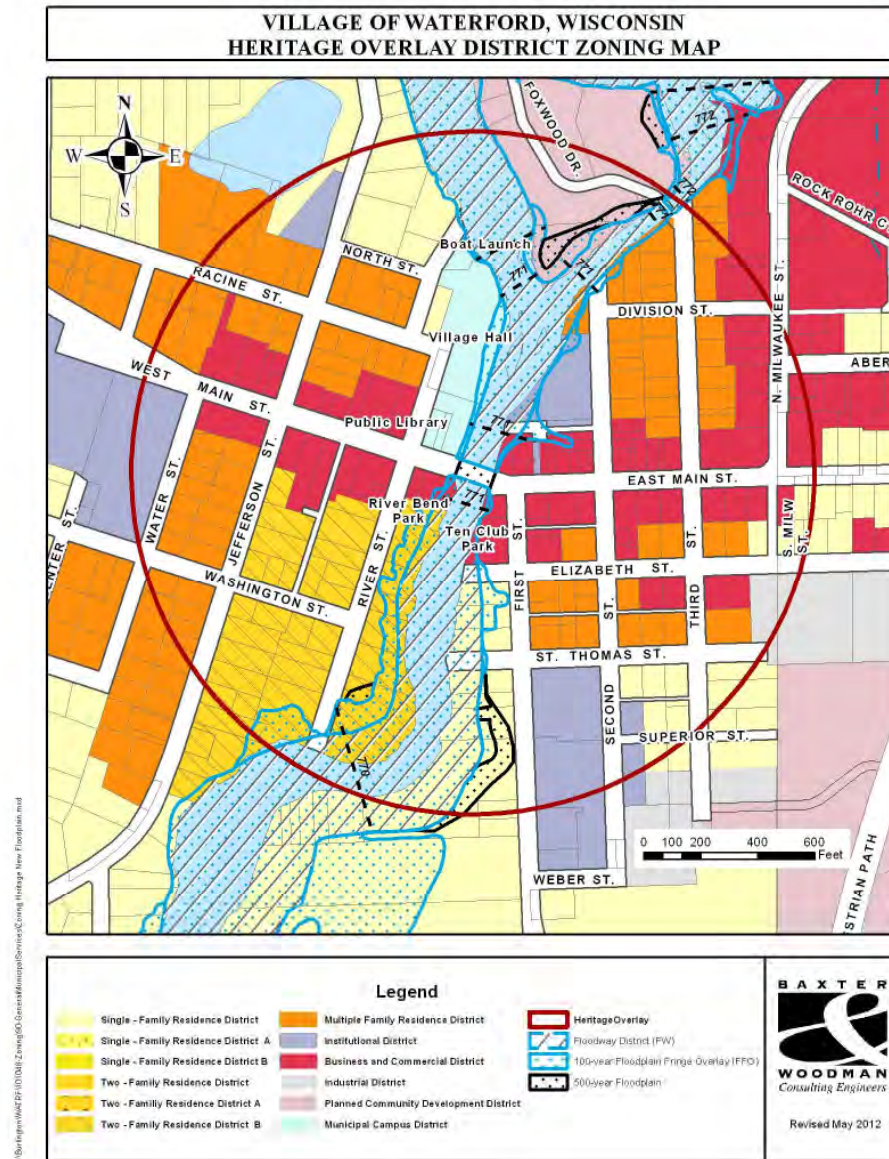 VILLAGE OF WATERFORD, WISCONSIN
HERITAGE OVERLAY DISTRICT ZONING MAP
N
W E
S
FOXWOOD DR.
772
ROCK ROHR C
772
771
Boat Launch
771
771
NORTH ST.
RACINE ST.
DIVISION ST.
N. MILWAUKEE ST.
Village Hall
ABER
WEST MAIN ST.
Public Library
771
EAST MAIN ST.
771
River Bend
Park
Ten Club
Park
S. MILW
ST.
WATER ST.
JEFFERSON ST.
RIVER ST.
ENTER ST.
WASHINGTON ST.
FIRST ST.
ELIZABETH ST.
SECOND ST.
THIRD ST.
ST. THOMAS ST.
SUPERIOR ST.
770
0 100 200 400 600
Feet
WEBER ST.
ESTRIAN PATH
Legend
Single - Family Residence District
Single - Family Residence District A
Single - Family Residence District B
Two - Family Residence District
Two - Familiy Residence District A
Two - Family Residence District B
Multiple Family Residence District
Institutional District
Business and Commercial District
Industrial District
Planned Community Development District
Municipal Campus District
HeritageOverlay
Floodway District (FW)
100-year Floodplain Fringe Overlay (FFO)
500-year Floodplain
BAXTER
&
WOODMAN
Consulting Engineers
Revised May 2012